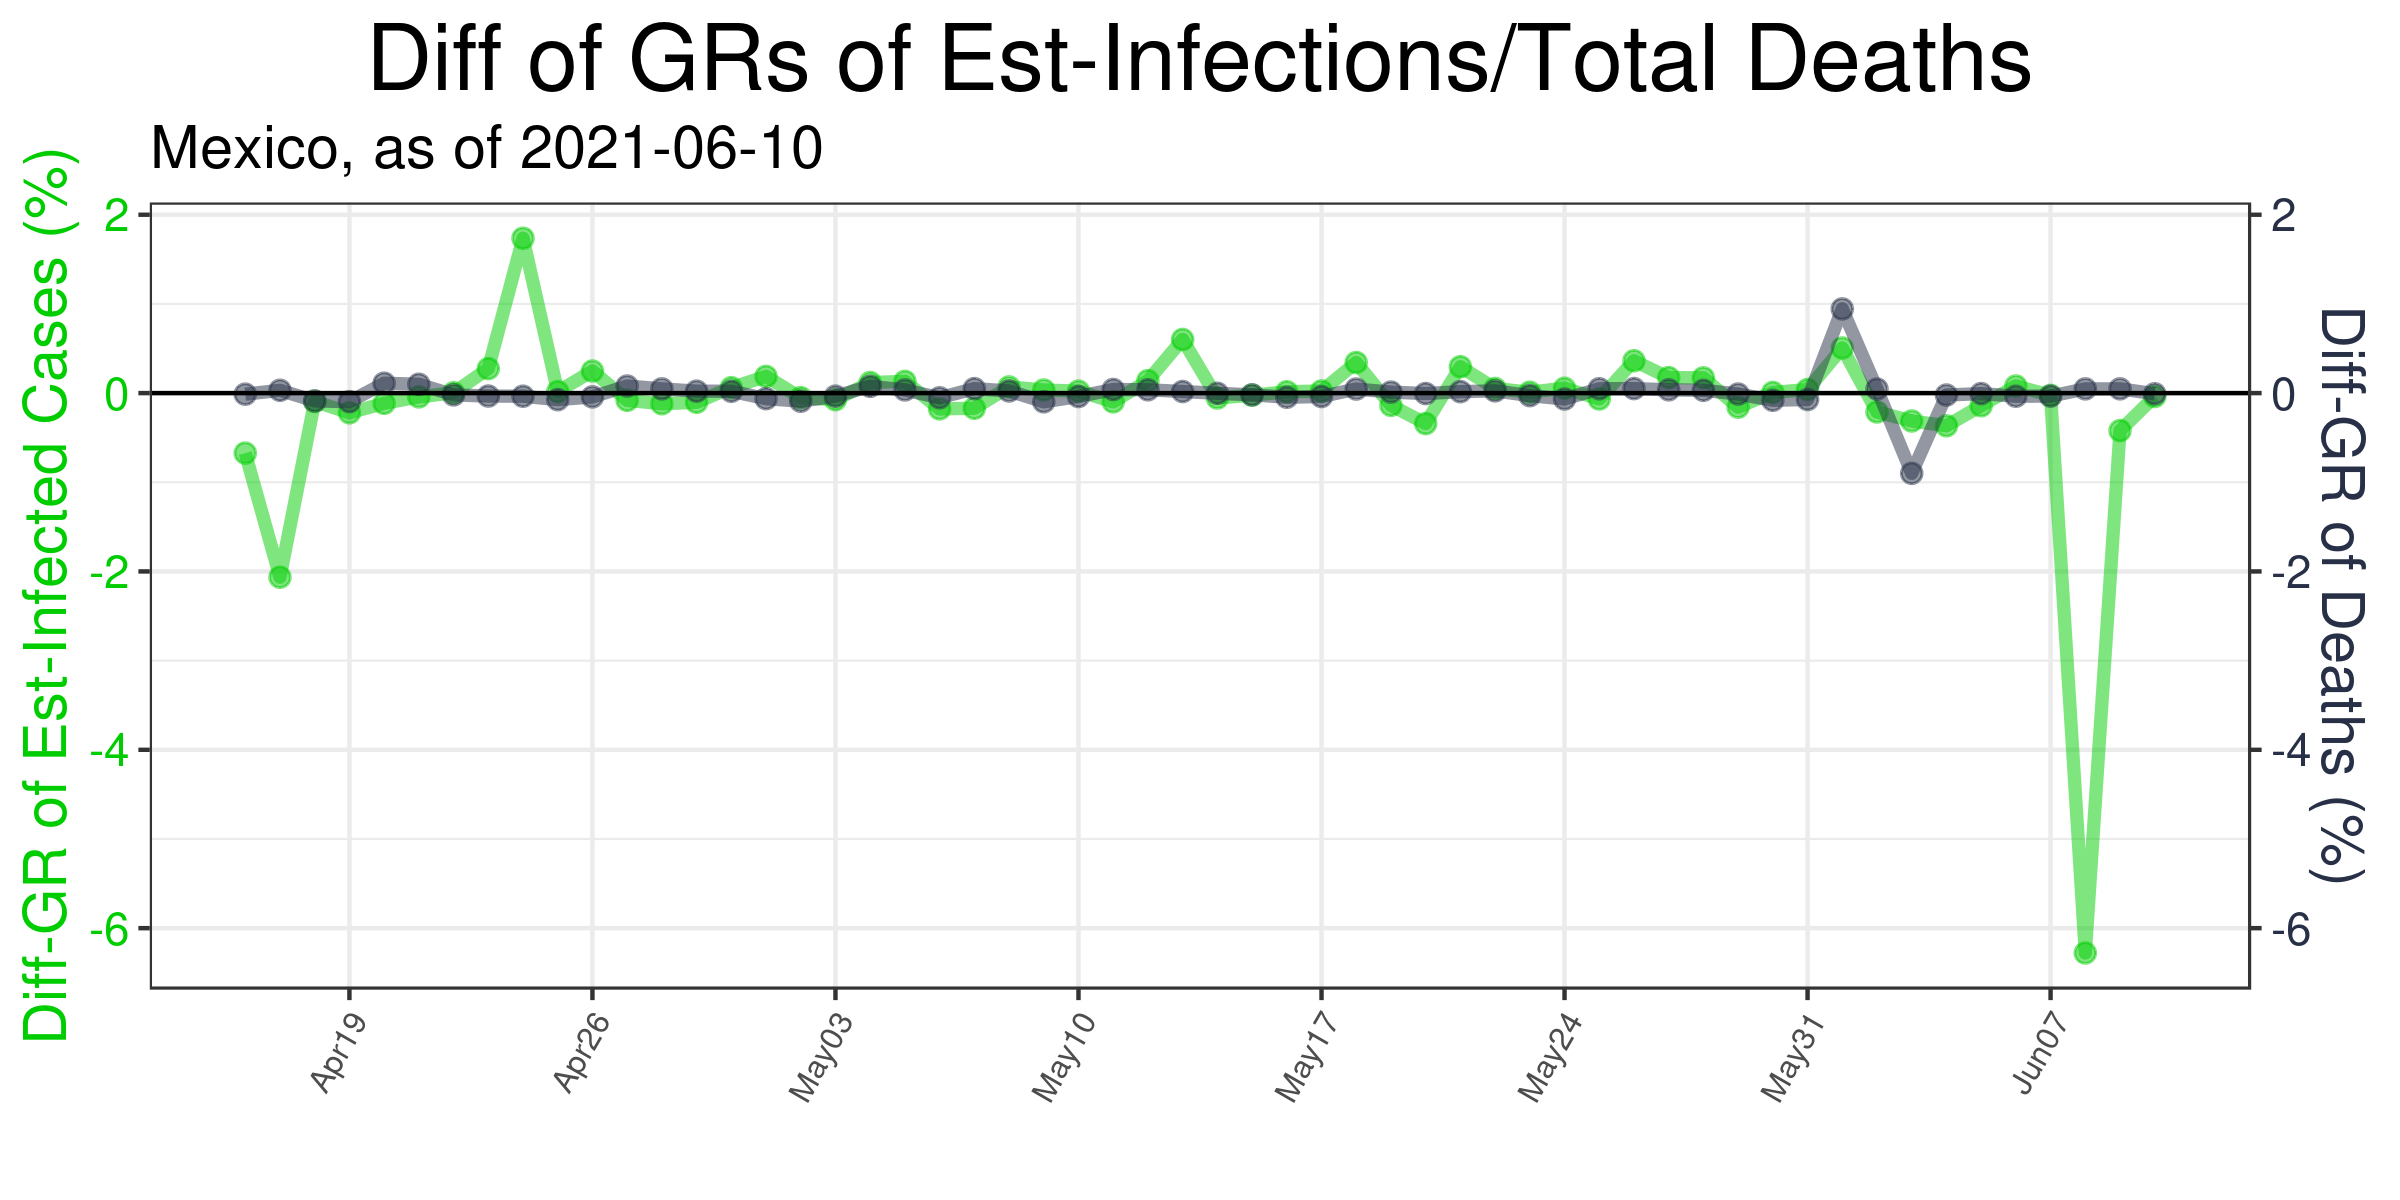 Diff of GRs of Est-Infections/Total Deaths
Mexico, as of 2021-06-10
Diff-GR of Est-Infected Cases (%)
2
0
-2
-4
-6
2
0
-2
-4
-6
Diff-GR of Deaths (%)
Apr19
Apr26
May03
May10
May17
May24
May31
Jun07